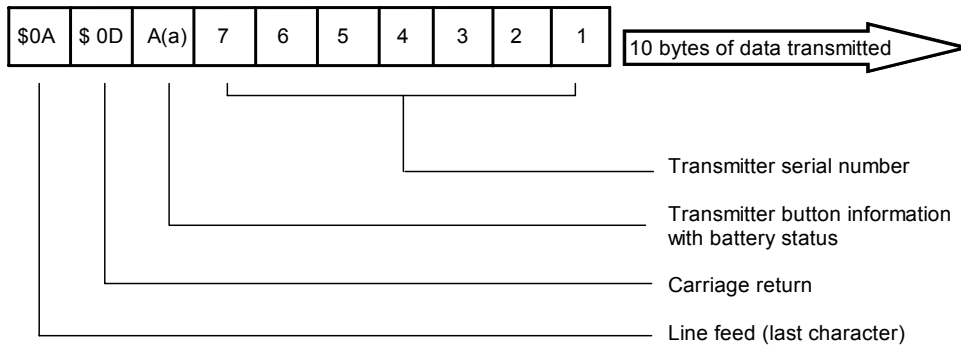 $0A $ 0D A(a) 7 6 5 4 3 2 1
10 bytes of data transmitted
Transmitter serial number
Transmitter button information
with battery status
Carriage return
Line feed (last character)